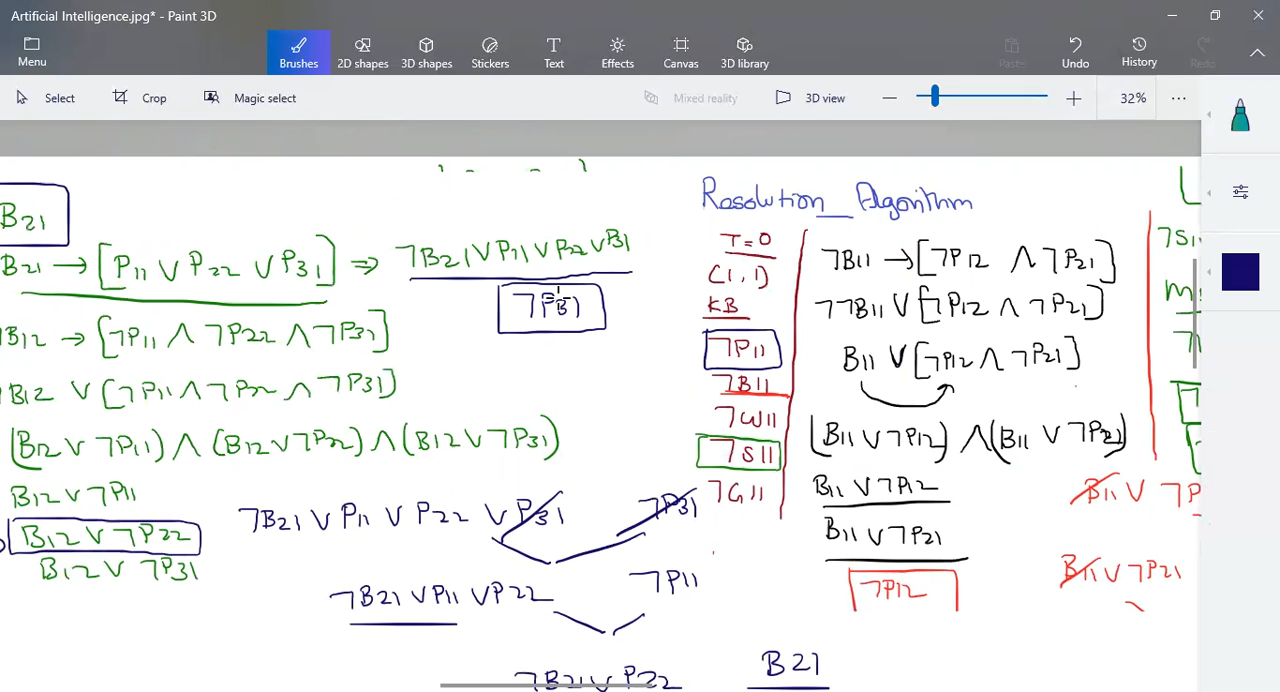 Artificial Intelligence.jpg* - Paint 3D
Menu
Brushes
2D shapes
3D shapes
Stickers
Text
Effects
Canvas
3D library
Paste
Undo
History
Redo
Select
Crop
Magic select
Mixed reality
3D view
32%
B21
B21 → [P11 ∨ P22 ∨ P31] ⇒ ¬B21 ∨ P11 ∨ P22 ∨ P31
¬P31
¬B12 → [¬P11 ∧ ¬P22 ∧ ¬P31]
¬B12 ∨ [¬P11 ∧ ¬P22 ∧ ¬P31]
(B12 ∨ ¬P11) ∧ (B12 ∨ ¬P22) ∧ (B12 ∨ ¬P31)
B12 ∨ ¬P11
B12 ∨ ¬P22
B12 ∨ ¬P31
¬B21 ∨ P11 ∨ P22 ∨ P31 ¬P31
¬B21 ∨ P11 ∨ P22 ¬P11
¬B21 ∨ P22 B21
Resolution Algorithm
T=0
(1,1)
KB
¬P11
¬B11
¬W11
¬S11
¬G11
¬B11 → [¬P12 ∧ ¬P21]
¬¬B11 ∨ [¬P12 ∧ ¬P21]
B11 ∨ [¬P12 ∧ ¬P21]
(B11 ∨ ¬P12) ∧ (B11 ∨ ¬P21)
B11 ∨ ¬P12
B11 ∨ ¬P21
¬P12
B11 ∨
B11 ∨ ¬P21